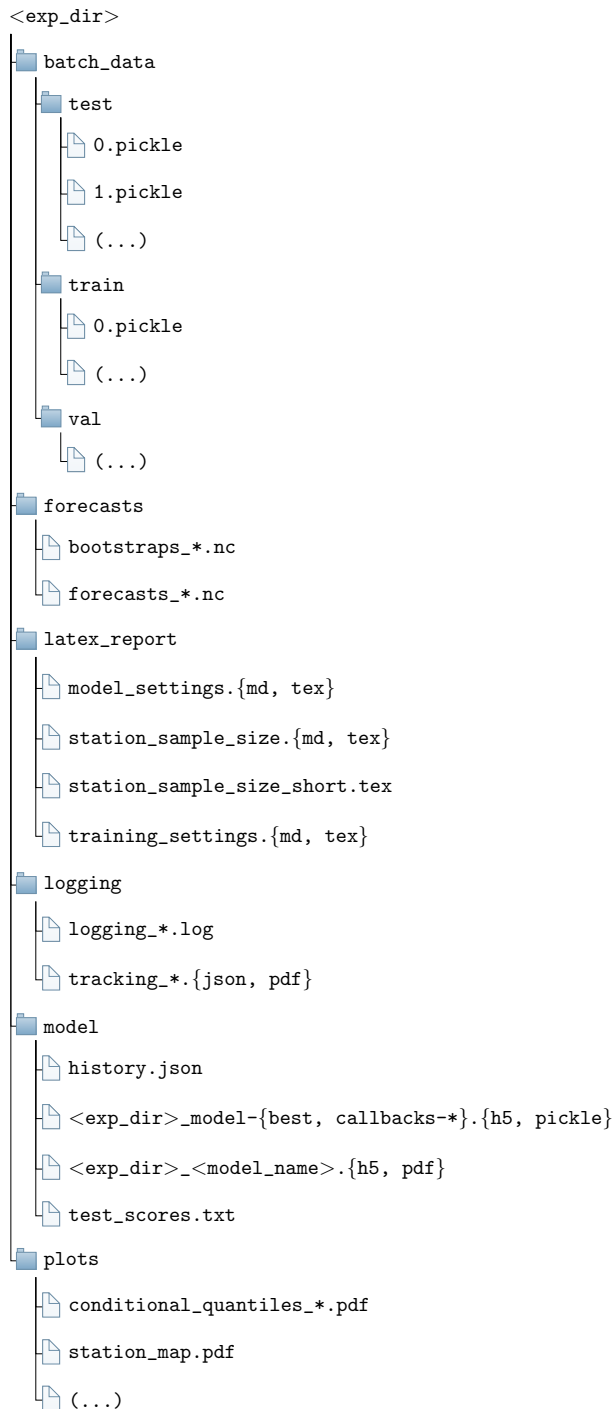 <exp_dir>
batch_data
test
0.pickle
1.pickle
(...)
train
0.pickle
(...)
val
(...)
forecasts
bootstraps_*.nc
forecasts_*.nc
latex_report
model_settings.{md, tex}
station_sample_size.{md, tex}
station_sample_size_short.tex
training_settings.{md, tex}
logging
logging_*.log
tracking_*.{json, pdf}
model
history.json
<exp_dir>_model-{best, callbacks-*}.{h5, pickle}
<exp_dir>_<model_name>.{h5, pdf}
test_scores.txt
plots
conditional_quantiles_*.pdf
station_map.pdf
(...)